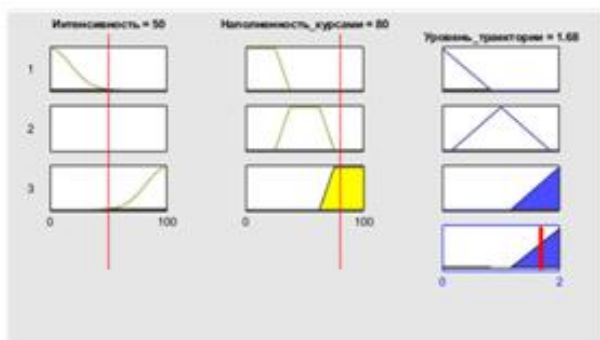 Интенсивность = 50
Наполненность_курсами = 80
Уровень_траектории = 1.68
1
2
3
0 100
0 100
0 2